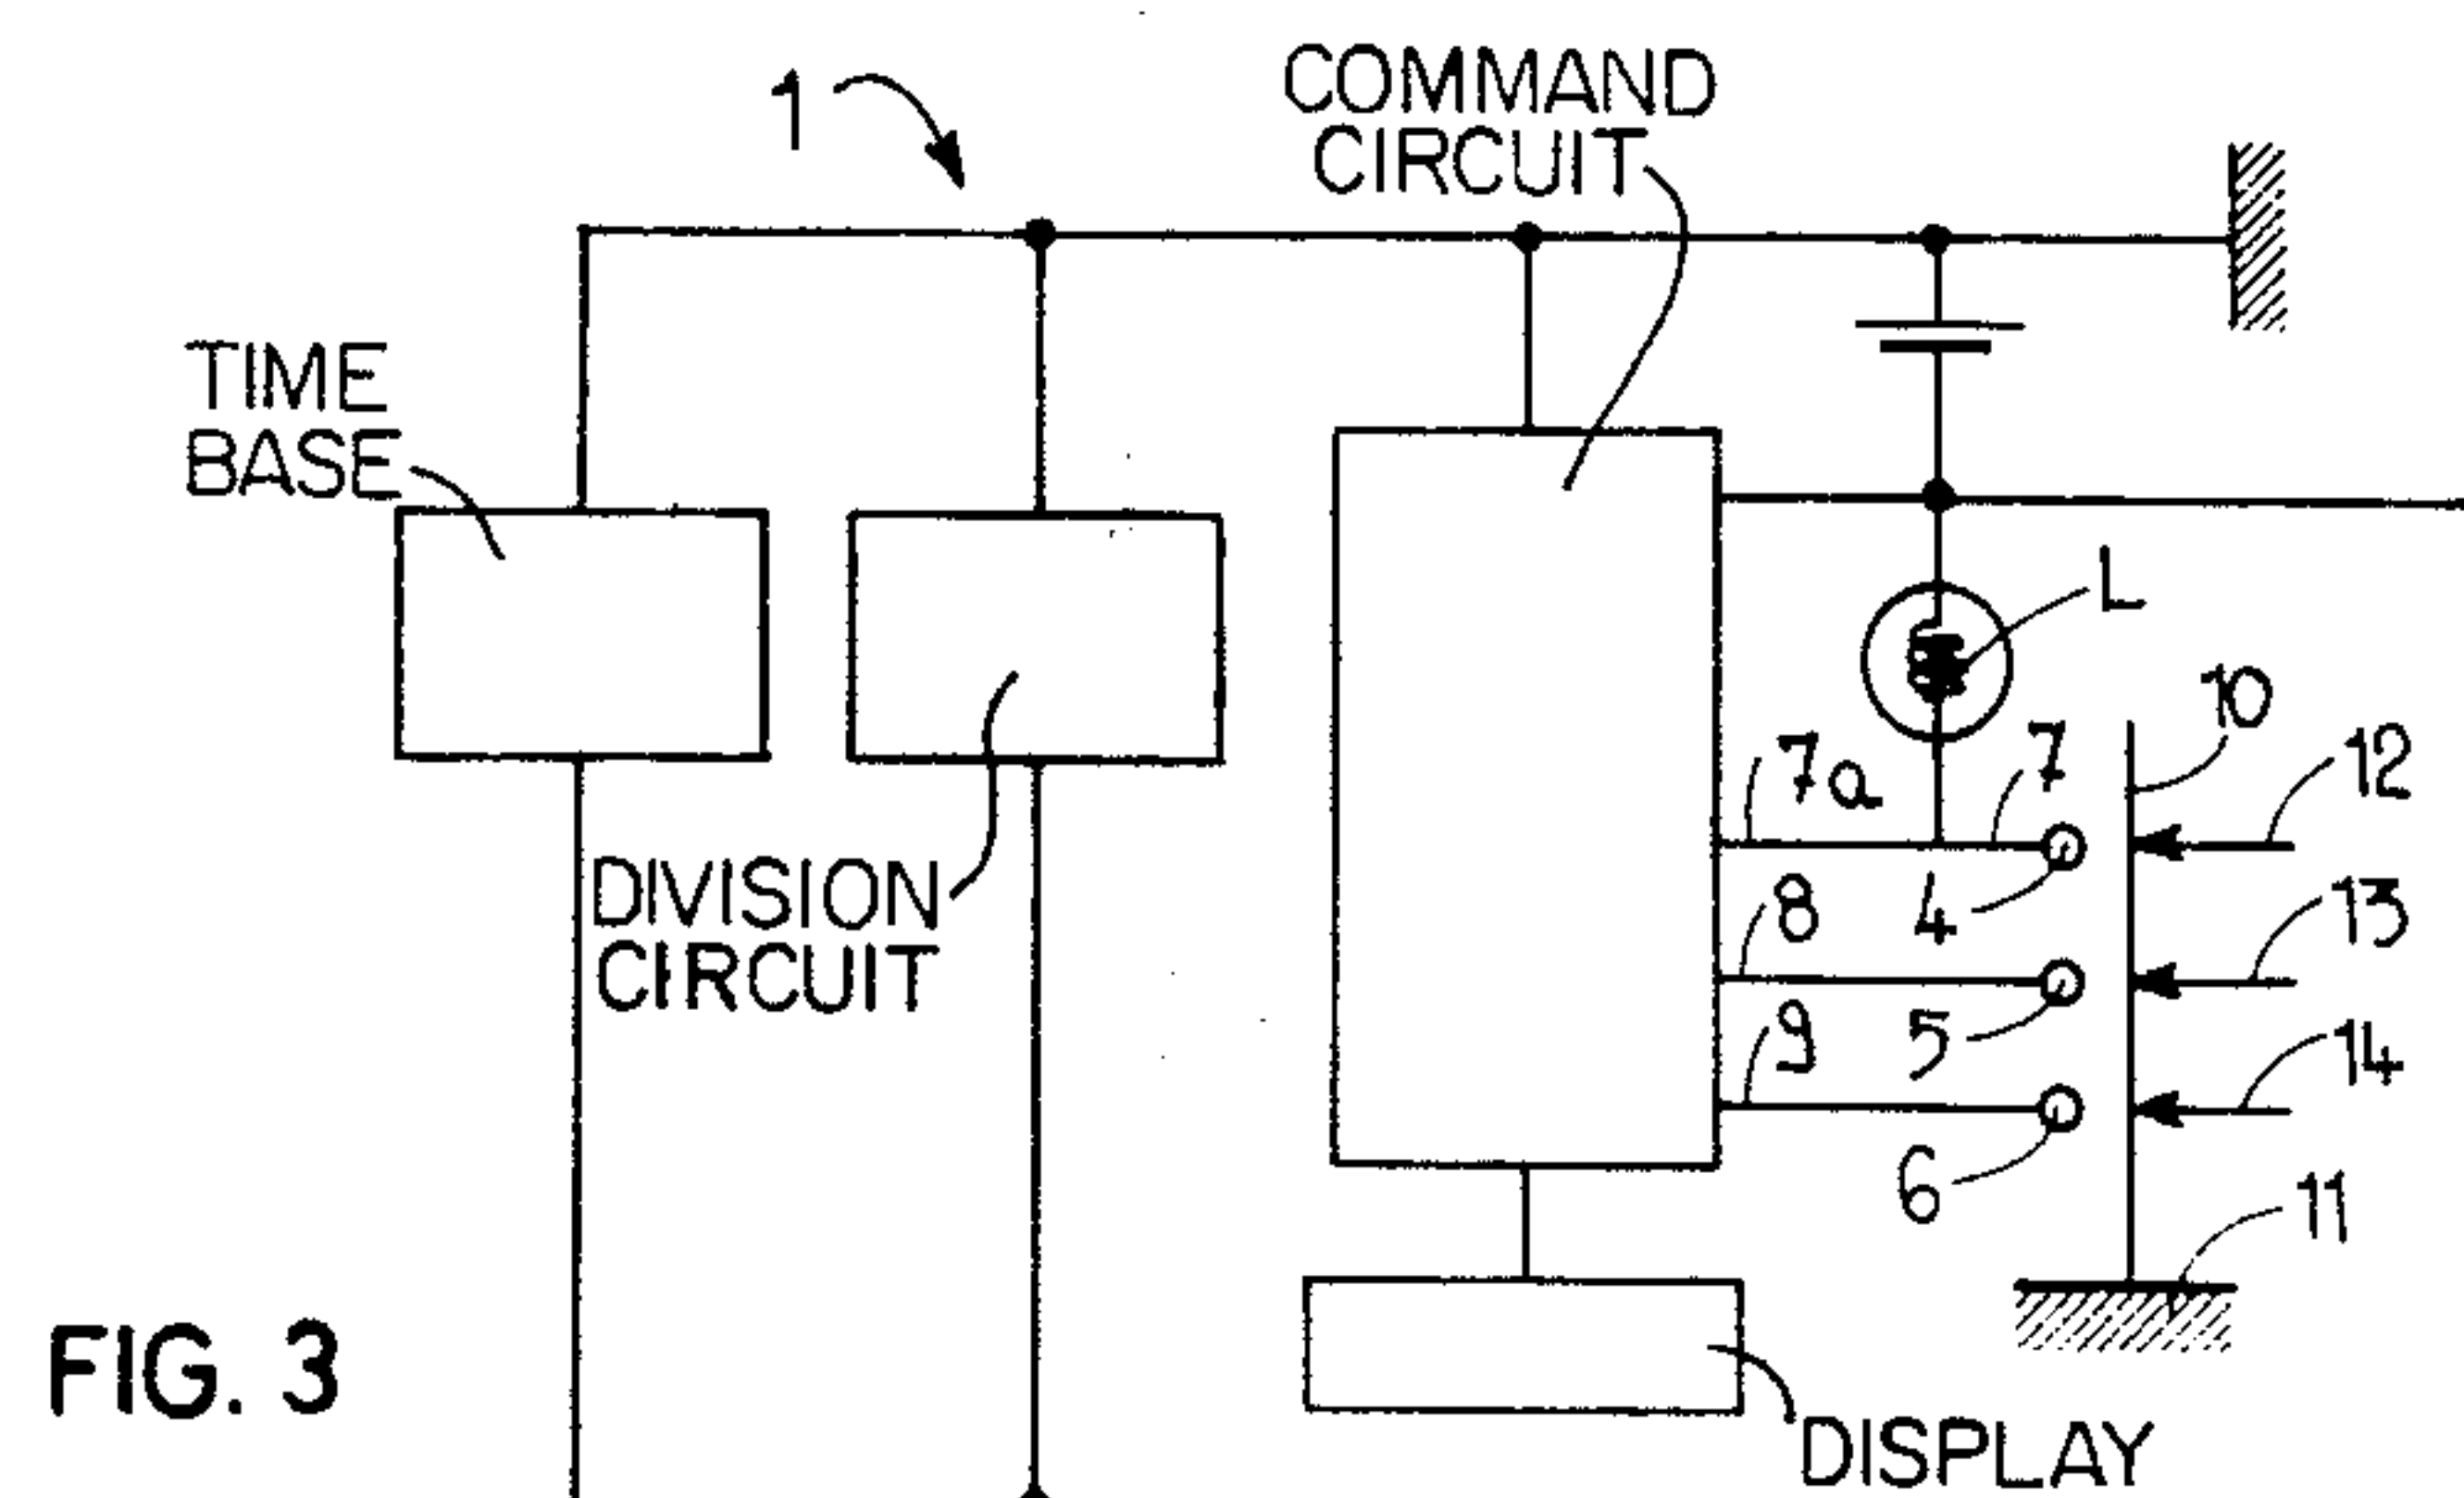 1
COMMAND
CIRCUIT
TIME
BASE
L
10
7a
7
12
DIVISION
CIRCUIT
8
4
13
9
5
14
6
11
FIG. 3
DISPLAY